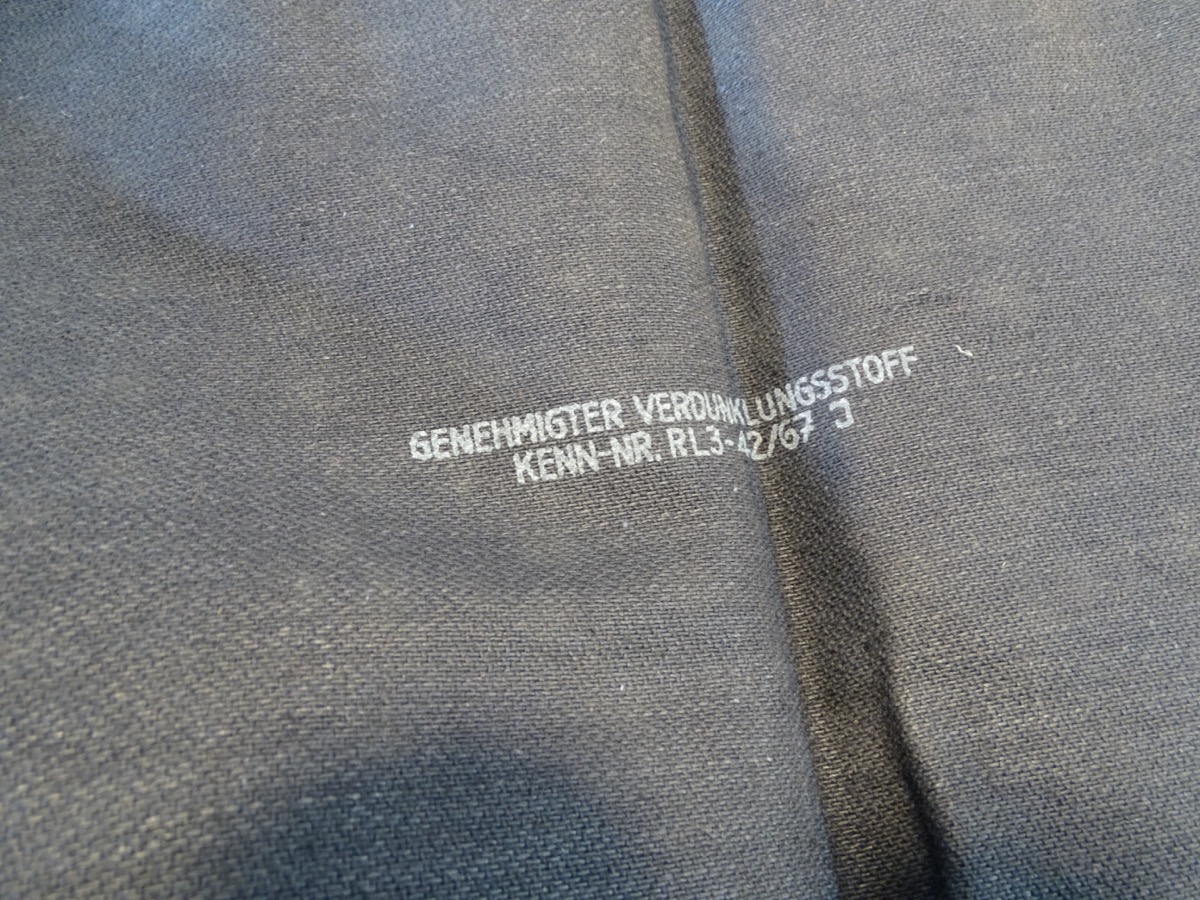 GENEHMIGTER VERDUNKLUNGSSTOFF
KENN-NR. RL3-42/67 J